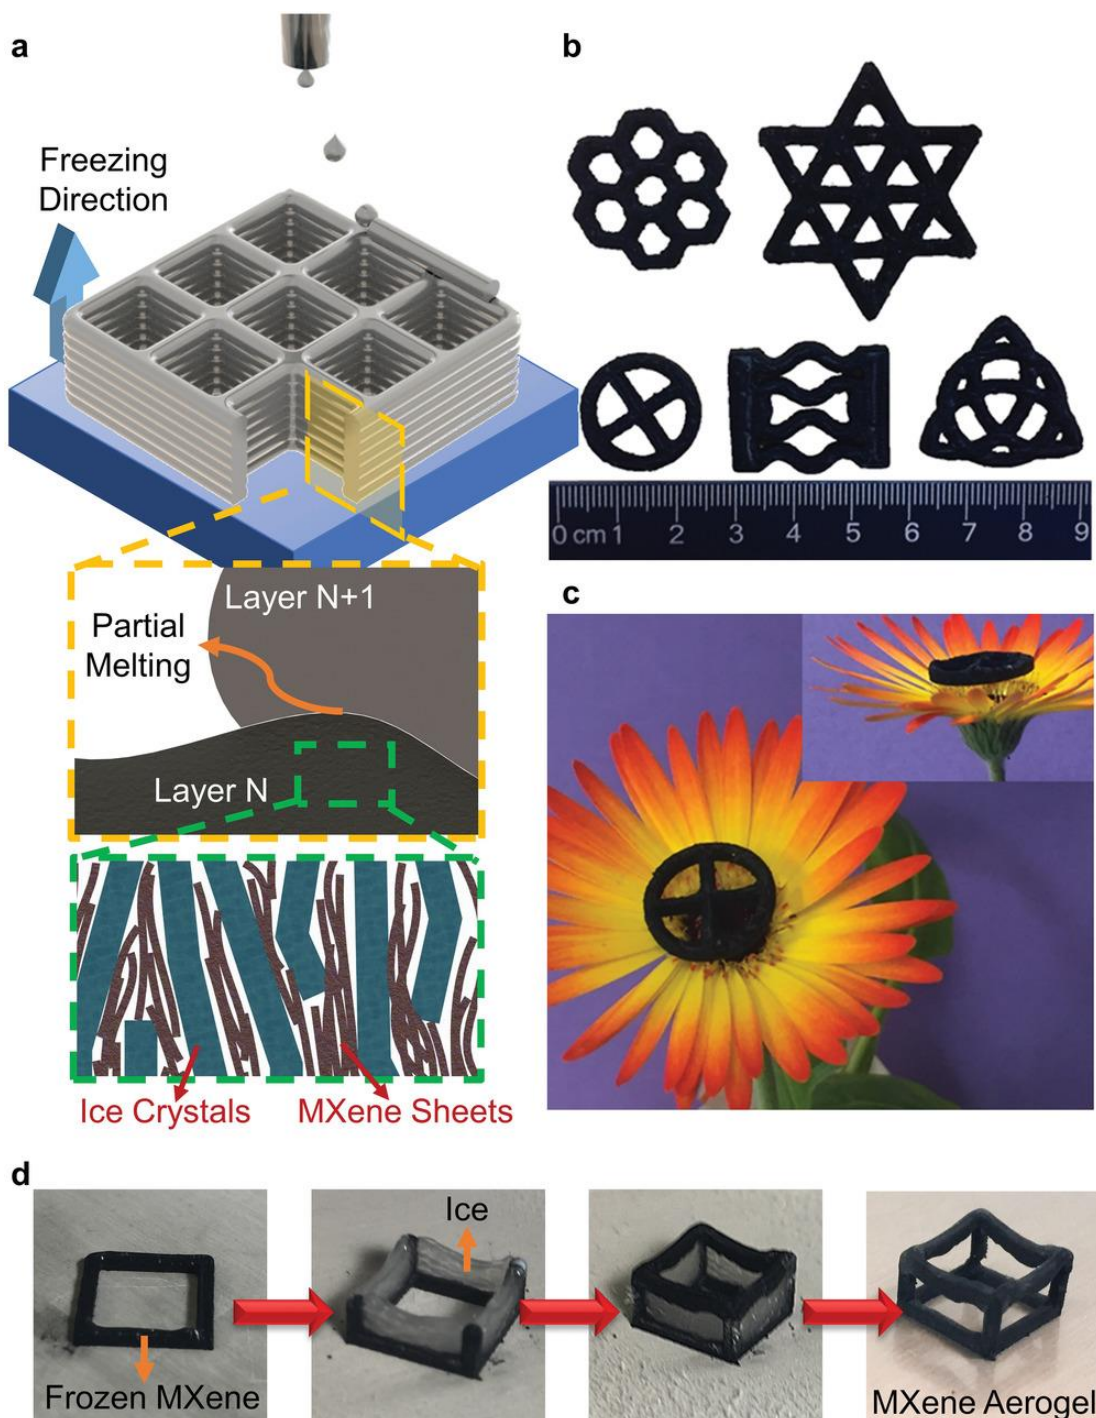 a
Freezing
Direction
Layer N+1
Partial
Melting
Layer N
Ice Crystals
MXene Sheets
b
0 cm 1 2 3 4 5 6 7 8 9
c
d
Frozen MXene
Ice
MXene Aerogel